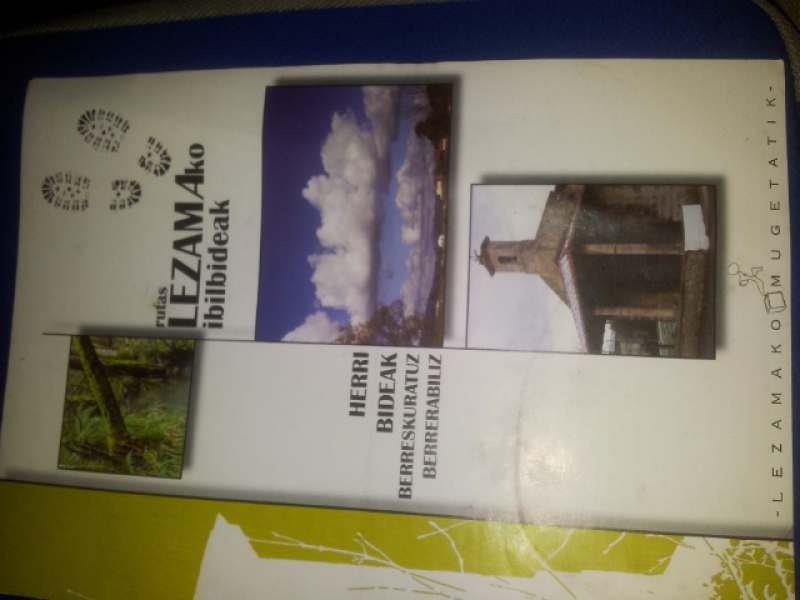 rutas
LEZAMAko
ibilbideak
HERRI
BIDEAK
BERRESKURATUZ
BERRERABILIZ
-LEZAMAKO MUGETATIK-